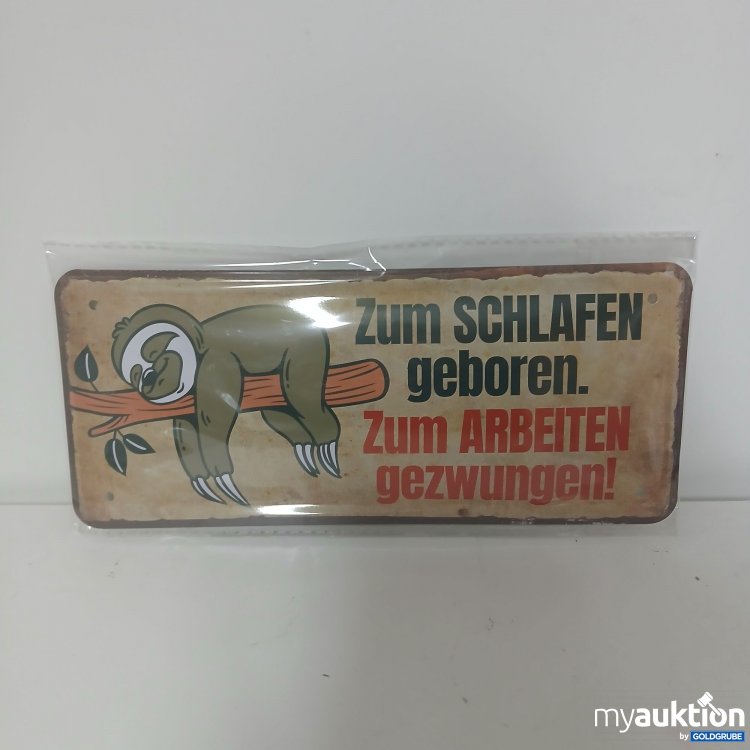 Zum SCHLAFEN
geboren.
Zum ARBEITEN
gezwungen!
myauktion
by GOLDGRUBE